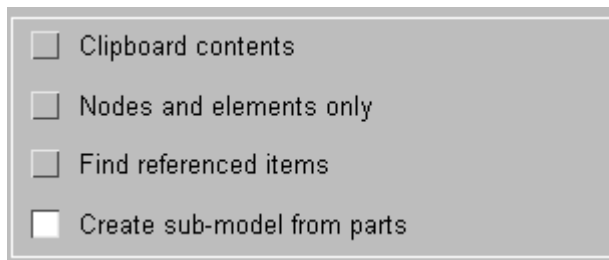 Clipboard contents
Nodes and elements only
Find referenced items
Create sub-model from parts